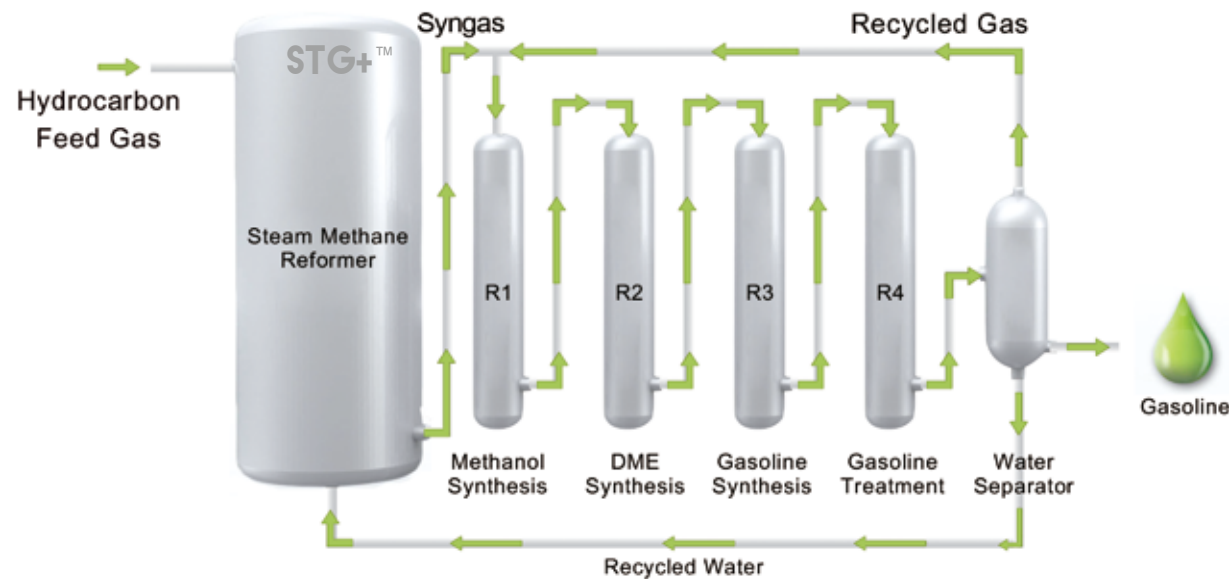 STG+™
Syngas
Recycled Gas
Hydrocarbon
Feed Gas
Steam Methane
Reformer
R1
R2
R3
R4
Gasoline
Methanol
Synthesis
DME
Synthesis
Gasoline
Synthesis
Gasoline
Treatment
Water
Separator
Recycled Water